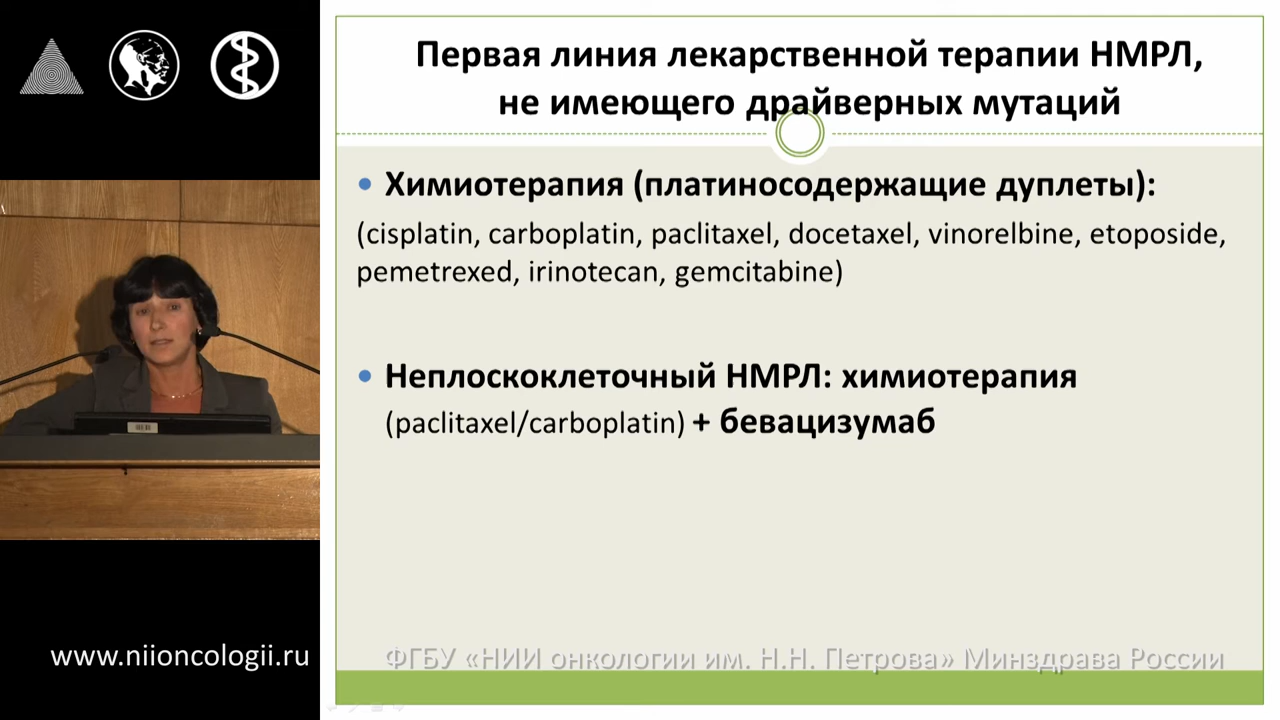 Первая линия лекарственной терапии НМРЛ,
не имеющего драйверных мутаций
• Химиотерапия (платиносодержащие дуплеты):
(cisplatin, carboplatin, paclitaxel, docetaxel, vinorelbine, etoposide,
pemetrexed, irinotecan, gemcitabine)
• Неплоскоклеточный НМРЛ: химиотерапия
(paclitaxel/carboplatin) + бевацизумаб
www.niioncologii.ru
ФГБУ «НИИ онкологии им. Н.Н. Петрова» Минздрава России